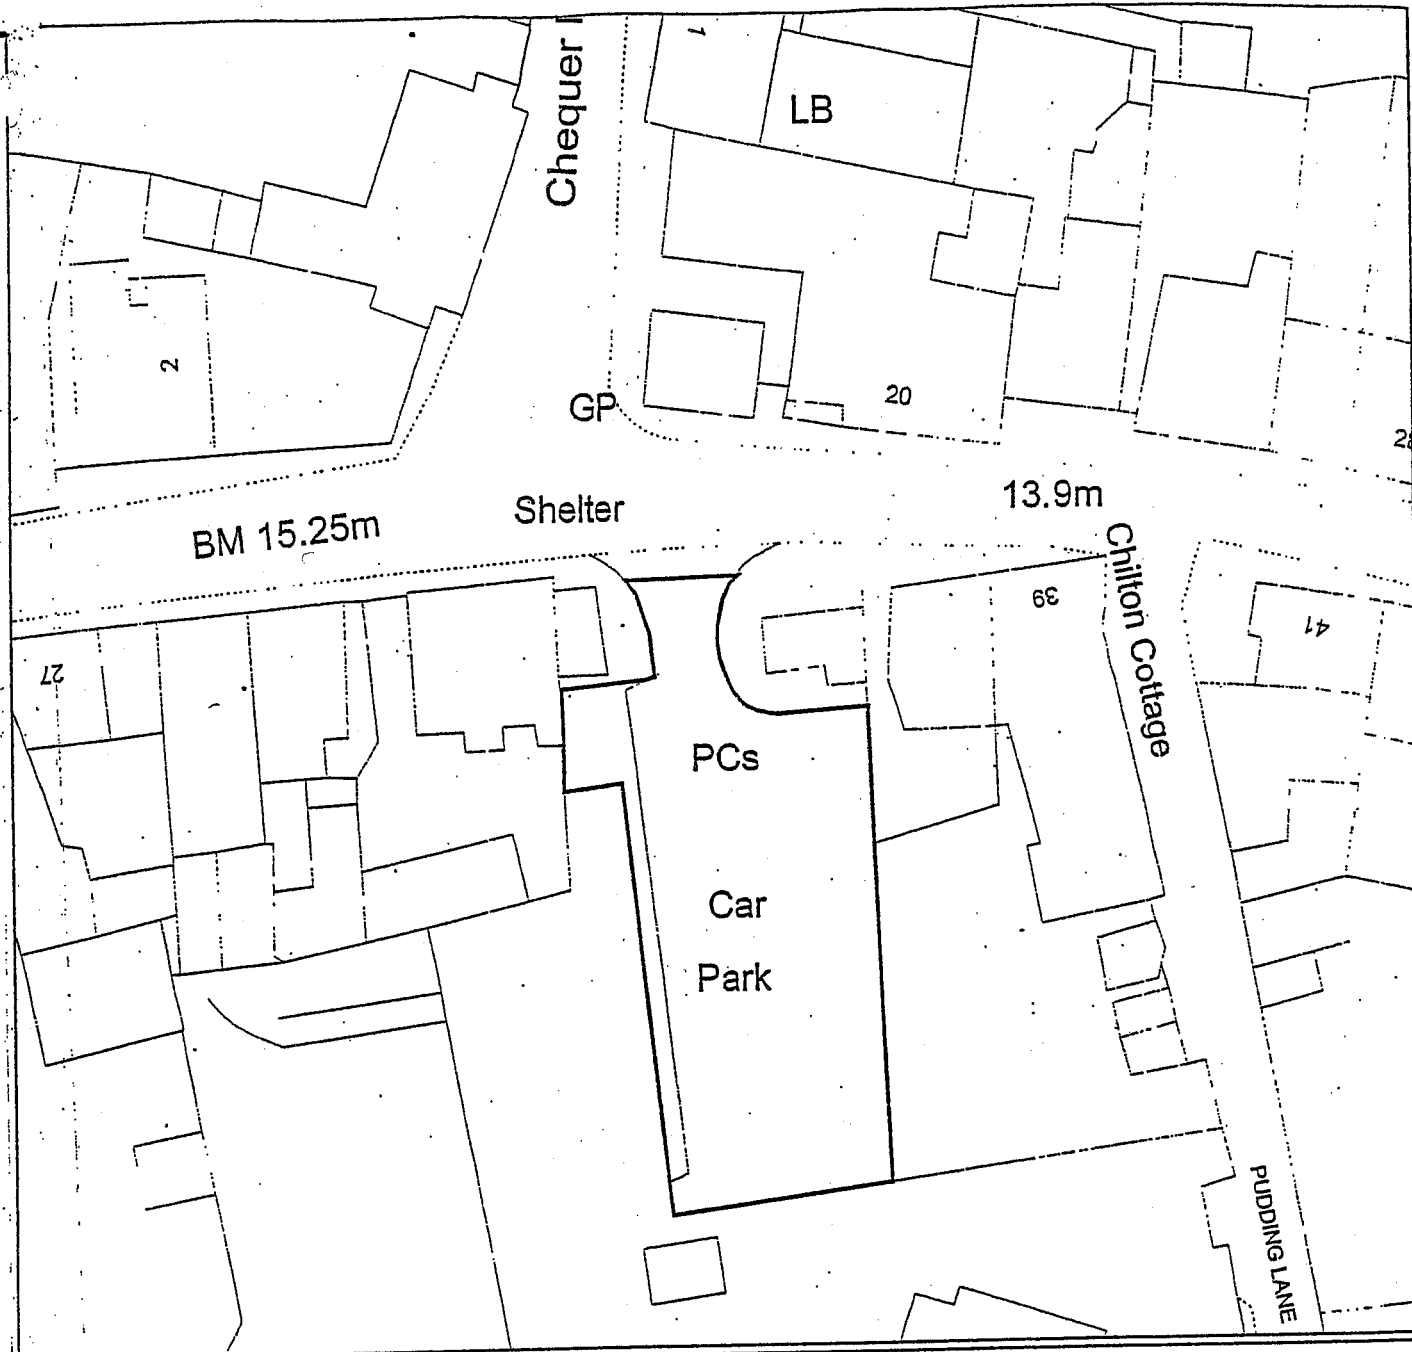 Chequer
1
LB
2
GP
20
28
Shelter
13.9m
BM 15.25m
Chilton Cottage
39
41
27
PCs
Car
Park
PUDDING LANE